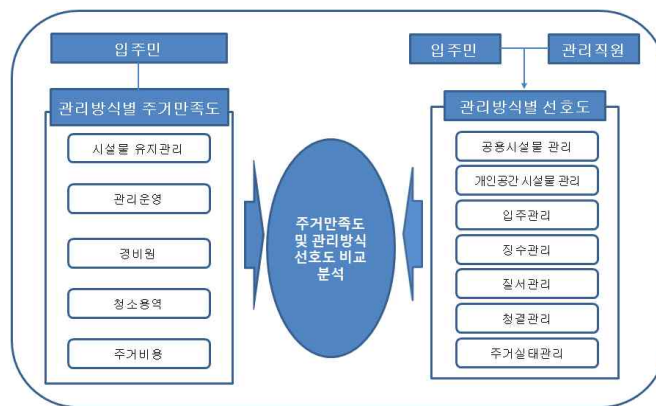 입주민
관리방식별 주거만족도
시설물 유지관리
관리운영
경비원
청소용역
주거비용
주거만족도
및 관리방식
선호도 비교
분석
입주민
관리직원
관리방식별 선호도
공용시설물 관리
개인공간 시설물 관리
입주관리
징수관리
질서관리
청결관리
주거실태관리